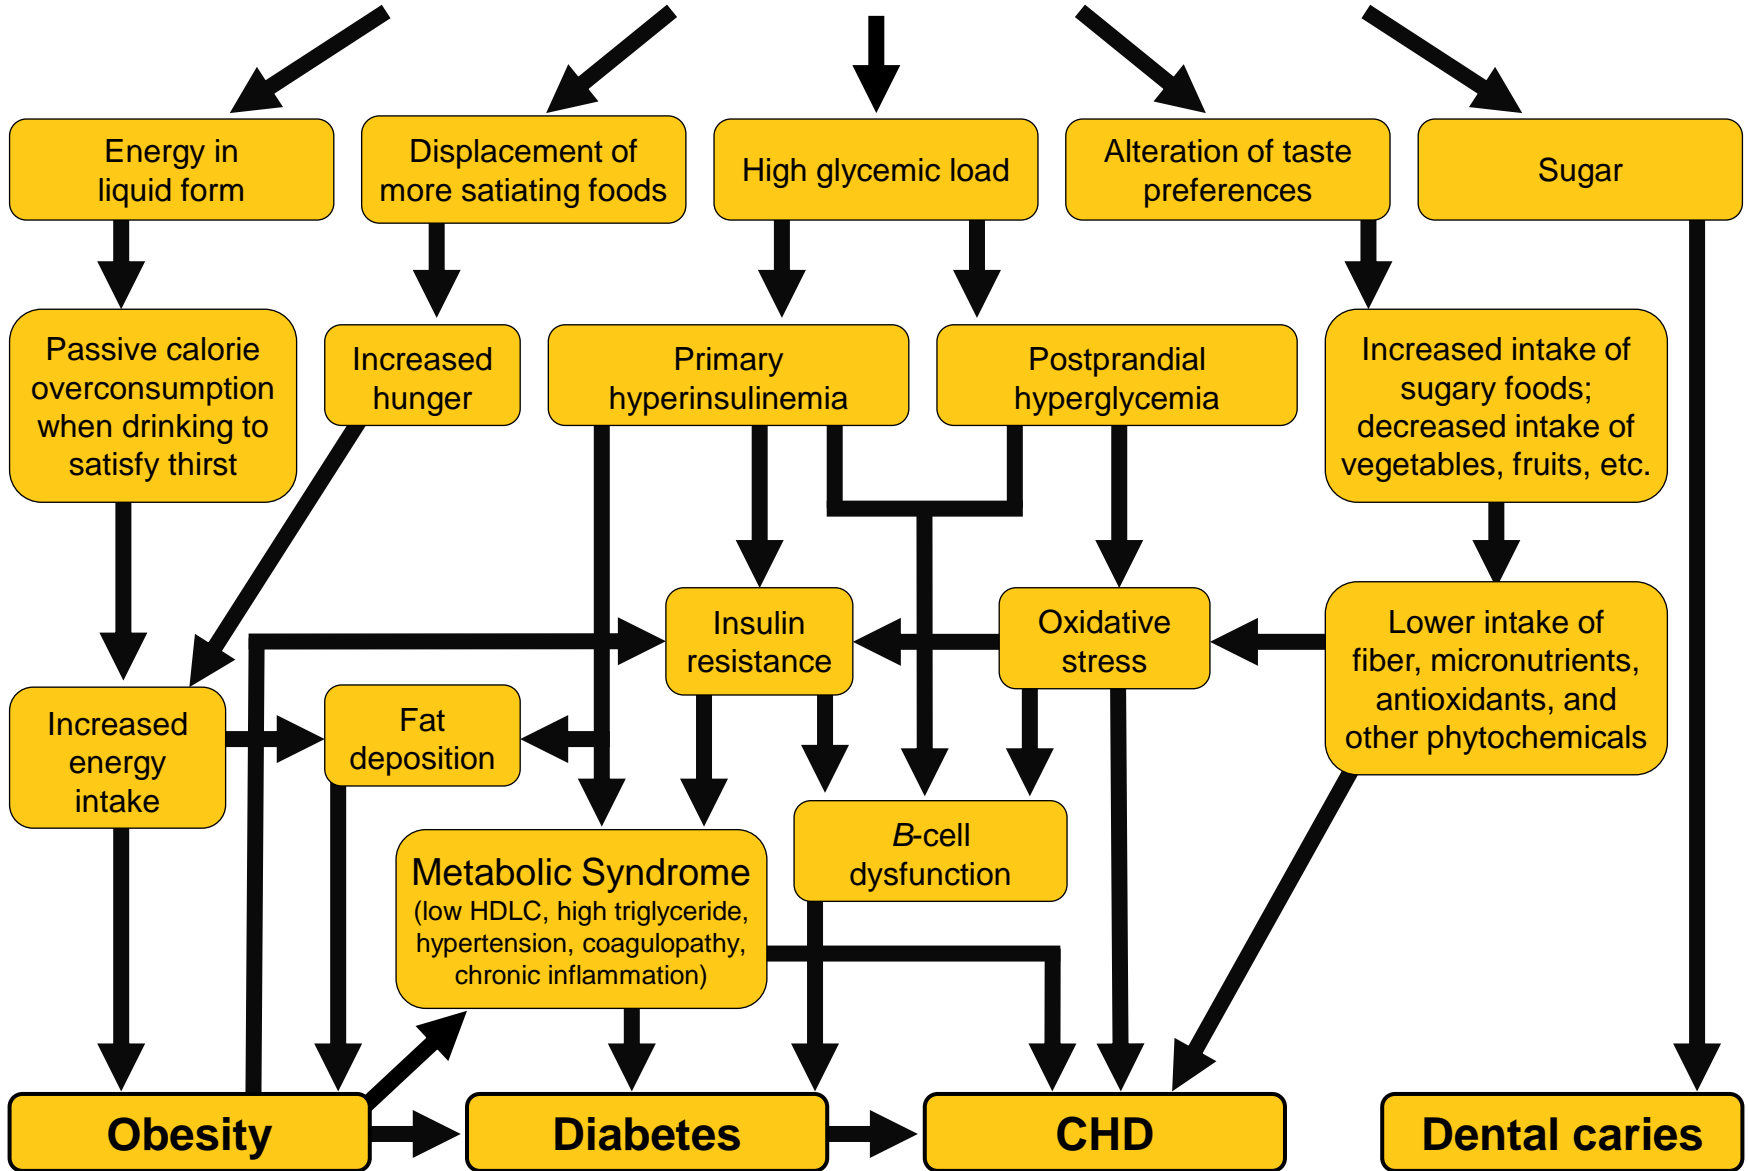 Energy in
liquid form
Displacement of
more satiating foods
High glycemic load
Alteration of taste
preferences
Sugar
Passive calorie
overconsumption
when drinking to
satisfy thirst
Increased
hunger
Primary
hyperinsulinemia
Postprandial
hyperglycemia
Increased intake of
sugary foods;
decreased intake of
vegetables, fruits, etc.
Insulin
resistance
Oxidative
stress
Lower intake of
fiber, micronutrients,
antioxidants, and
other phytochemicals
Increased
energy
intake
Fat
deposition
Metabolic Syndrome
(low HDLC, high triglyceride,
hypertension, coagulopathy,
chronic inflammation)
B-cell
dysfunction
Obesity
Diabetes
CHD
Dental caries